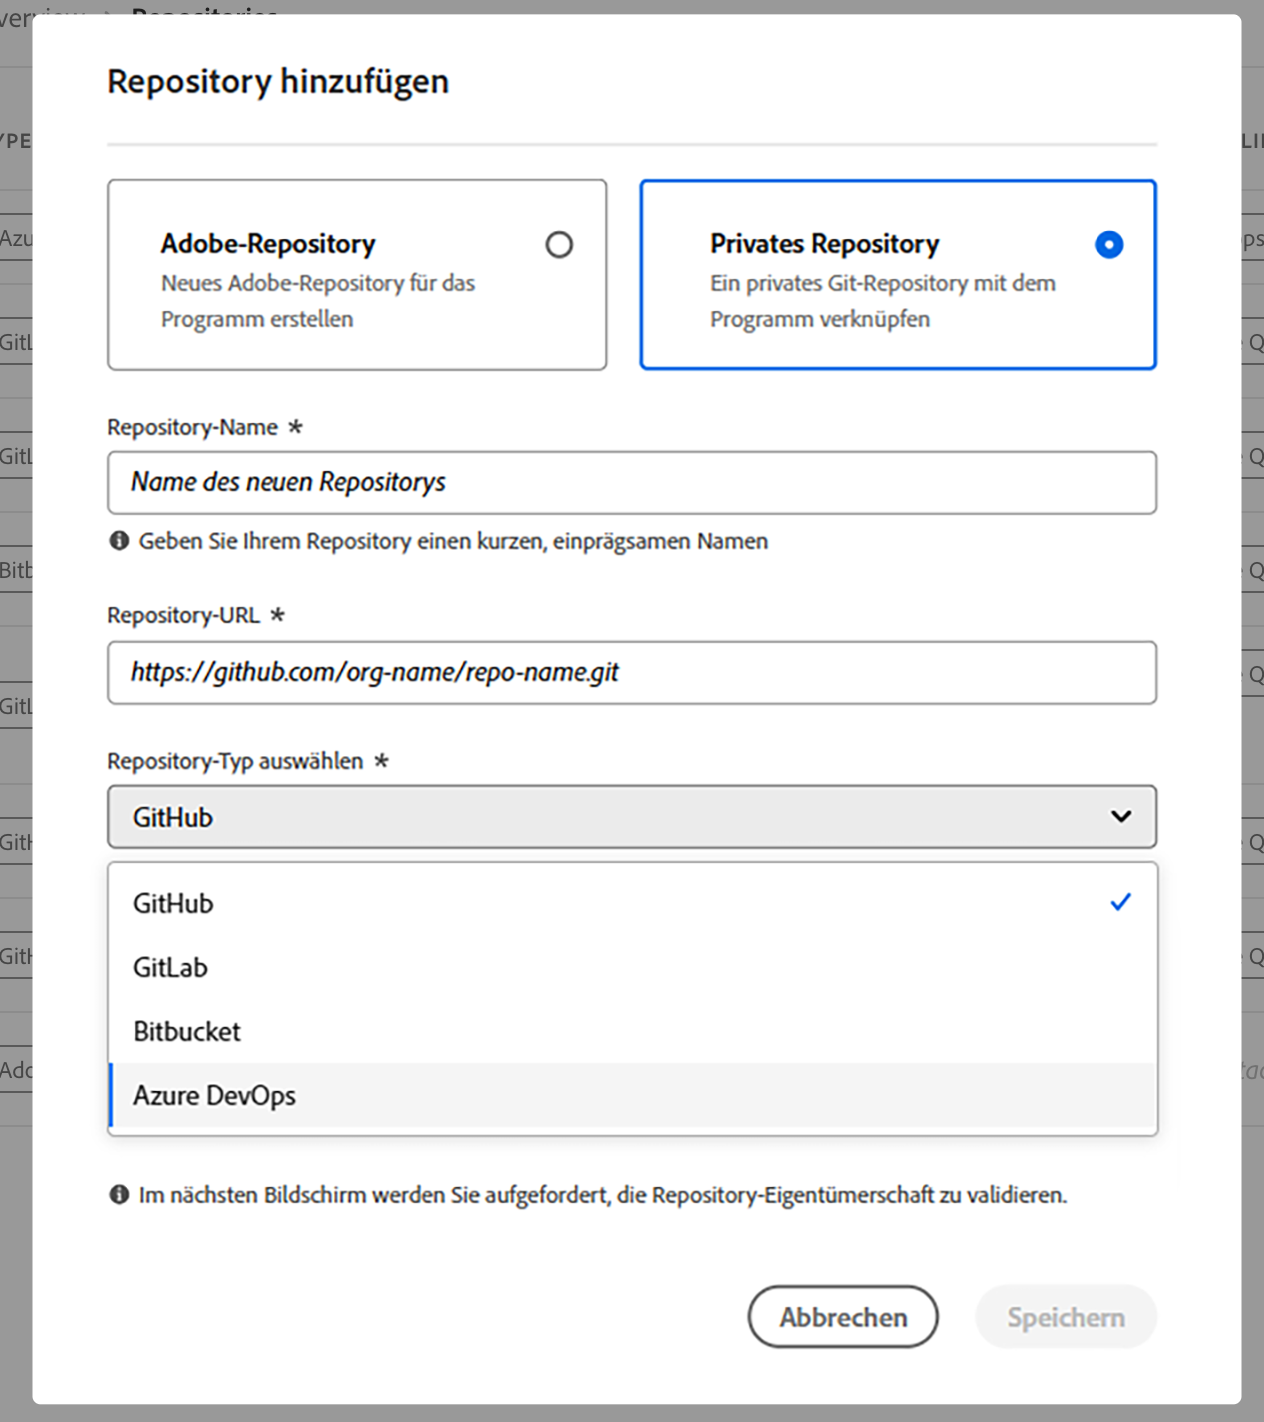 Repositories
Repository hinzufügen
Adobe-Repository
Neues Adobe-Repository für das
Programm erstellen
Privates Repository
Ein privates Git-Repository mit dem
Programm verknüpfen
Repository-Name *
Name des neuen Repositorys
Geben Sie Ihrem Repository einen kurzen, einprägsamen Namen
Repository-URL *
https://github.com/org-name/repo-name.git
Repository-Typ auswählen *
GitHub
GitHub
GitLab
Bitbucket
Azure DevOps
Im nächsten Bildschirm werden Sie aufgefordert, die Repository-Eigentümerschaft zu validieren.
Abbrechen
Speichern